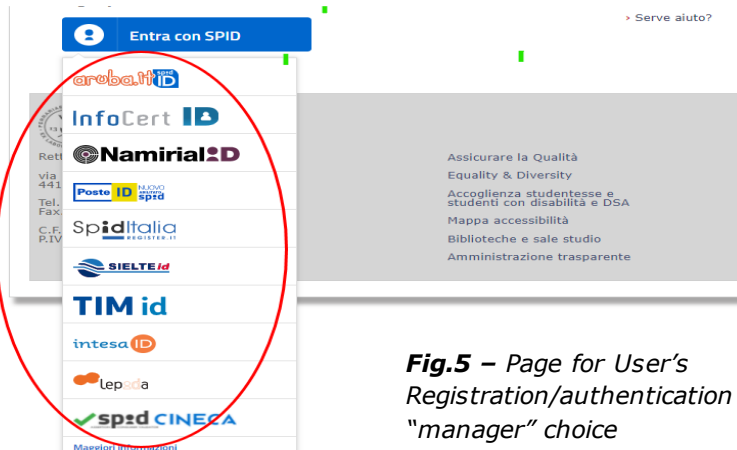 Entra con SPID
› Serve aiuto?
aruba.it spid ID
InfoCert ID
Namirial ID
Poste ID NUOVO spid
SpidItalia
REGISTER.IT
SIELTE id
TIM id
intesa ID
Lepida
spid CINECA
Maggiori informazioni
Rett
via
441
Tel.
Fax.
C.F.
P.IV
Assicurare la Qualità
Equality & Diversity
Accoglienza studentesse e
studenti con disabilità e DSA
Mappa accessibilità
Biblioteche e sale studio
Amministrazione trasparente
Fig.5 – Page for User’s
Registration/authentication
“manager” choice